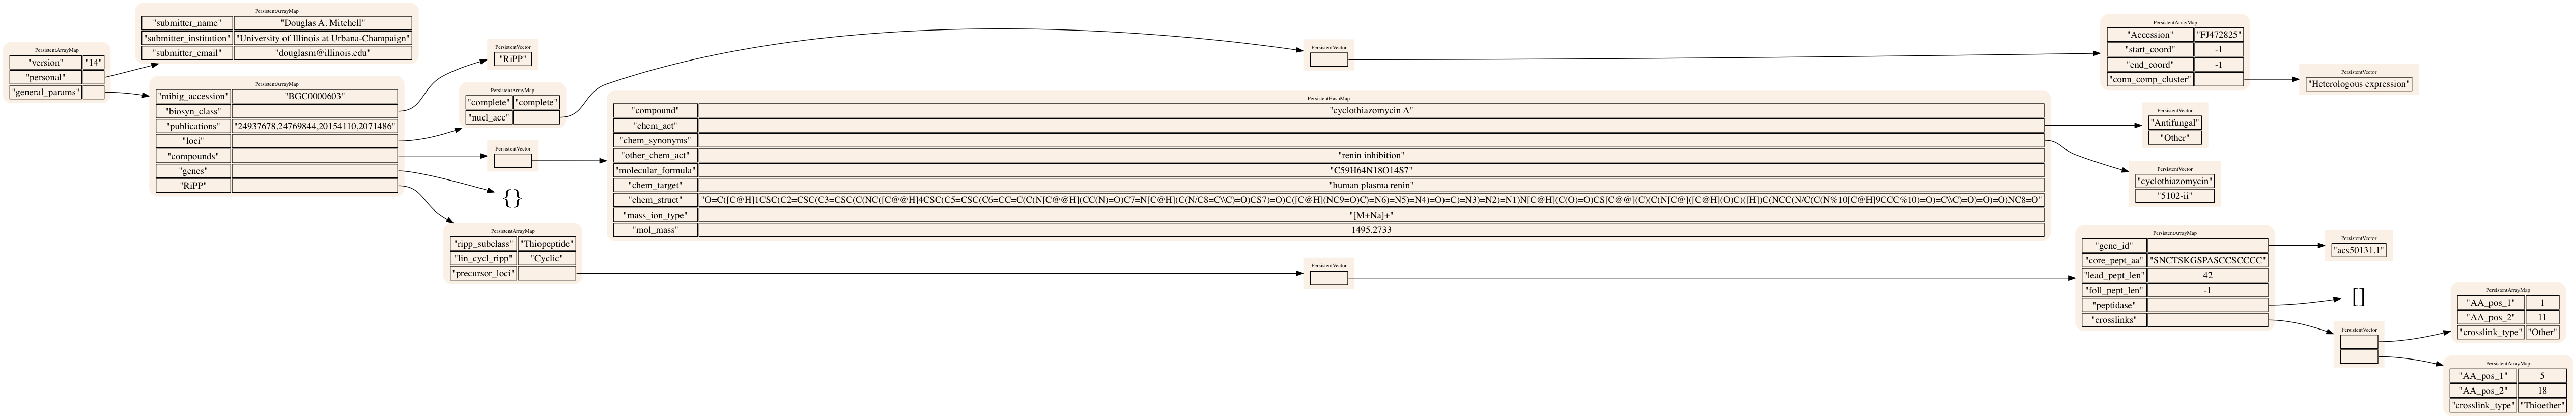 PersistentArrayMap
"version" "14"
"personal"
"general_params"
PersistentArrayMap
"submitter_name" "Douglas A. Mitchell"
"submitter_institution" "University of Illinois at Urbana-Champaign"
"submitter_email" "douglasm@illinois.edu"
PersistentArrayMap
"mibig_accession" "BGC0000603"
"biosyn_class"
"publications" "24937678,24769844,20154110,2071486"
"loci"
"compounds"
"genes"
"RiPP"
PersistentVector
"RiPP"
PersistentArrayMap
"complete" "complete"
"nucl_acc"
PersistentVector
{}
PersistentArrayMap
"ripp_subclass" "Thiopeptide"
"lin_cycl_ripp" "Cyclic"
"precursor_loci"
PersistentVector
PersistentHashMap
"compound" "cyclothiazomycin A"
"chem_act"
"chem_synonyms"
"other_chem_act" "renin inhibition"
"molecular_formula" "C59H64N18O14S7"
"chem_target" "human plasma renin"
"chem_struct" "O=C([C@H]1CSC(C2=CSC(C3=CSC(C(NC([C@@H]4CSC(C5=CSC(C6=CC=C(C(N[C@@H](CC(N)=O)C7=N[C@H](C(N/C8=C\\C)=O)CS7)=O)C([C@H](NC9=O)C)=N6)=N5)=N4)=O)=C)=N3)=N2)=N1)N[C@H](C(O)=O)CS[C@@](C)(C(N[C@]([C@H](O)C)([H])C(NCC(N/C(C(N%10[C@H]9CCC%10)=O)=C\\C)=O)=O)=O)NC8=O"
"mass_ion_type" "[M+Na]+"
"mol_mass" 1495.2733
PersistentVector
PersistentArrayMap
"Accession" "FJ472825"
"start_coord" -1
"end_coord" -1
"conn_comp_cluster"
PersistentVector
"Heterologous expression"
PersistentVector
"Antifungal"
"Other"
PersistentVector
"cyclothiazomycin"
"5102-ii"
PersistentArrayMap
"gene_id"
"core_pept_aa" "SNCTSKGSPASCCSCCCC"
"lead_pept_len" 42
"foll_pept_len" -1
"peptidase"
"crosslinks"
PersistentVector
"acs50131.1"
[]
PersistentVector
PersistentArrayMap
"AA_pos_1" 1
"AA_pos_2" 11
"crosslink_type" "Other"
PersistentArrayMap
"AA_pos_1" 5
"AA_pos_2" 18
"crosslink_type" "Thioether"